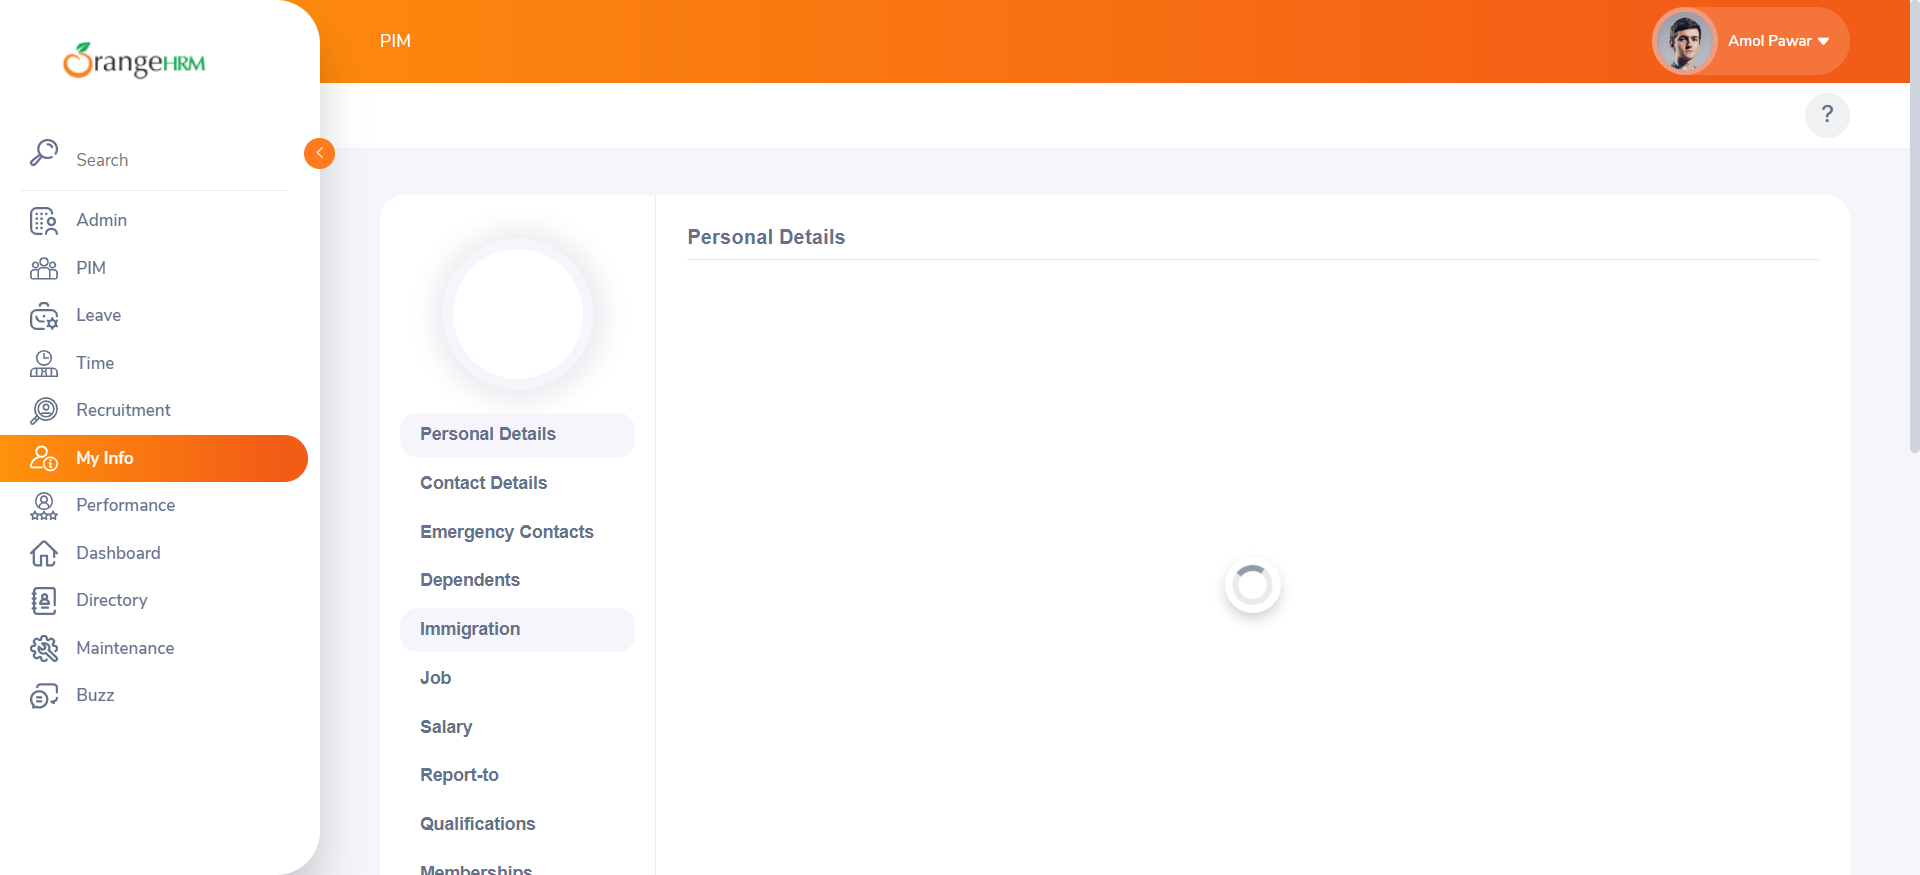 OrangeHRM
PIM
Amol Pawar
?
Search
Admin
PIM
Leave
Time
Recruitment
My Info
Performance
Dashboard
Directory
Maintenance
Buzz
Personal Details
Contact Details
Emergency Contacts
Dependents
Immigration
Job
Salary
Report-to
Qualifications
Memberships
Personal Details